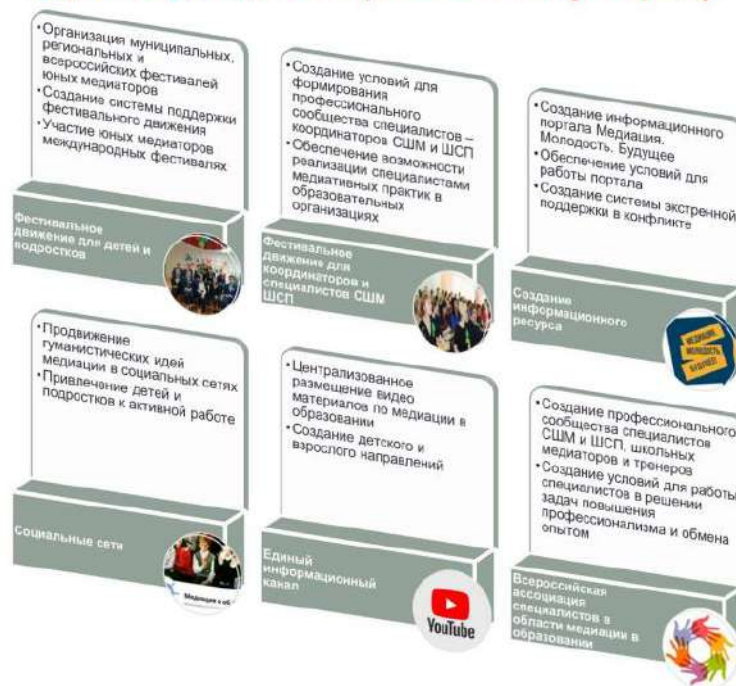 •Организация муниципальных,
региональных и
всероссийских фестивалей
юных медиаторов
•Создание системы поддержки
фестивального движения
•Участие юных медиаторов
международных фестивалях
Фестивальное
движение для детей и
подростков
•Создание условий для
формирования
профессионального
сообщества специалистов –
координаторов СШМ и ШСП
•Обеспечение возможности
реализации специалистами
медиативных практик в
образовательных
организациях
Фестивальное
движение для
координаторов и
специалистов СШМ
ШСП
•Создание информационного
портала Медиация.
Молодость. Будущее
•Обеспечение условий для
работы портала
•Создание системы экстренной
поддержки в конфликте
Создание
информационного
ресурса
МЕДИАЦИЯ
МОЛОДОСТЬ
БУДУЩЕЕ
•Продвижение
гуманистических идей
медиации в социальных сетях
•Привлечение детей и
подростков к активной работе
Социальные сети
Медиация в об
•Централизованное
размещение видео
материалов по медиации в
образовании
•Создание детского и
взрослого направлений
Единый
информационный
канал
YouTube
•Создание профессионального
сообщества специалистов
СШМ и ШСП, школьных
медиаторов и тренеров
•Создание условий для работы
специалистов в решении
задач повышения
профессионализма и обмена
опытом
Всероссийская
ассоциация
специалистов в
области медиации в
образовании